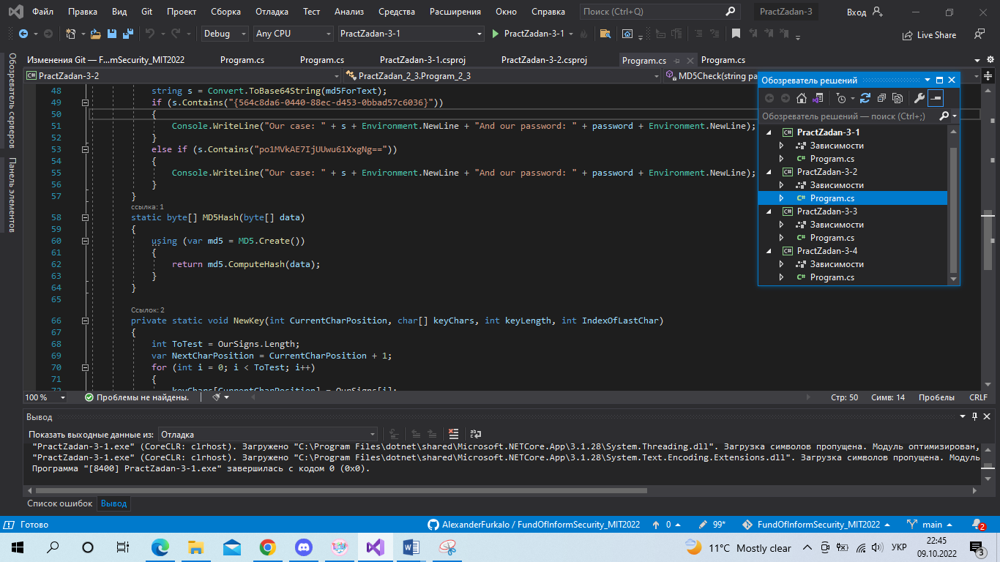 Файл Правка Вид Git Проект Сборка Отладка Тест Анализ Средства Расширения Окно Справка Поиск (Ctrl+Q) PractZadan-3 Вход
Debug Any CPU PractZadan-3-1 PractZadan-3-1 Live Share
Изменения Git — F...mSecurity_MIT2022 Program.cs Program.cs PractZadan-3-1.csproj PractZadan-3-2.csproj Program.cs Program.cs
PractZadan-3-2 PractZadan_2_3.Program_2_3 MD5Check(string pa
Обозреватель серверов
Панель элементов
48 string s = Convert.ToBase64String(md5ForText);
49 if (s.Contains("{564c8da6-0440-88ec-d453-0bbad57c6036}"))
50 {
51 Console.WriteLine("Our case: " + s + Environment.NewLine + "And our password: " + password + Environment.NewLine);
52 }
53 else if (s.Contains("po1MVkAE7IjUUwu61XxgNg=="))
54 {
55 Console.WriteLine("Our case: " + s + Environment.NewLine + "And our password: " + password + Environment.NewLine);
56 }
57 }
ссылка: 1
58 static byte[] MD5Hash(byte[] data)
59 {
60 using (var md5 = MD5.Create())
61 {
62 return md5.ComputeHash(data);
63 }
64 }
65
Ссылок: 2
66 private static void NewKey(int CurrentCharPosition, char[] keyChars, int keyLength, int IndexOfLastChar)
67 {
68 int ToTest = OurSigns.Length;
69 var NextCharPosition = CurrentCharPosition + 1;
70 for (int i = 0; i < ToTest; i++)
71 {
72 keyChars[CurrentCharPosition] = OurSigns[i];
Обозреватель решений
Обозреватель решений — поиск (Ctrl+;)
PractZadan-3-1
Зависимости
Program.cs
PractZadan-3-2
Зависимости
Program.cs
PractZadan-3-3
Зависимости
Program.cs
PractZadan-3-4
Зависимости
Program.cs
100 % Проблемы не найдены. Стр: 50 Симв: 14 Пробелы CRLF
Вывод
Показать выходные данные из: Отладка
"PractZadan-3-1.exe" (CoreCLR: clrhost). Загружено "C:\Program Files\dotnet\shared\Microsoft.NETCore.App\3.1.28\System.Threading.dll". Загрузка символов пропущена. Модуль оптимизирован,
"PractZadan-3-1.exe" (CoreCLR: clrhost). Загружено "C:\Program Files\dotnet\shared\Microsoft.NETCore.App\3.1.28\System.Text.Encoding.Extensions.dll". Загрузка символов пропущена. Модуль
Программа "[8400] PractZadan-3-1.exe" завершилась с кодом 0 (0x0).
Список ошибок Вывод
Готово AlexanderFurkalo / FundOfInformSecurity_MIT2022 0 99* FundOfInformSecurity_MIT2022 main 2
11°C Mostly clear УКР 22:45
09.10.2022 3